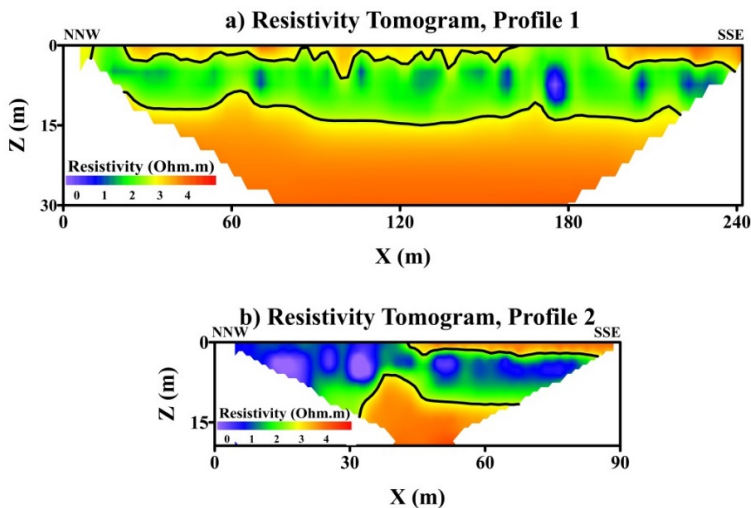 a) Resistivity Tomogram, Profile 1
NNW
SSE
0
15
30
Z (m)
Resistivity (Ohm.m)
0 1 2 3 4
0 60 120 180 240
X (m)
b) Resistivity Tomogram, Profile 2
NNW
SSE
0
15
Z (m)
Resistivity (Ohm.m)
0 1 2 3 4
0 30 60 90
X (m)